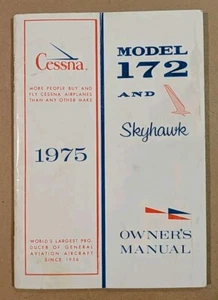 Cessna
MORE PEOPLE BUY AND
FLY CESSNA AIRPLANES
THAN ANY OTHER MAKE
1975
WORLD'S LARGEST PRO-
DUCER OF GENERAL
AVIATION AIRCRAFT
SINCE 1956
MODEL
172
AND
Skyhawk
OWNER'S
MANUAL